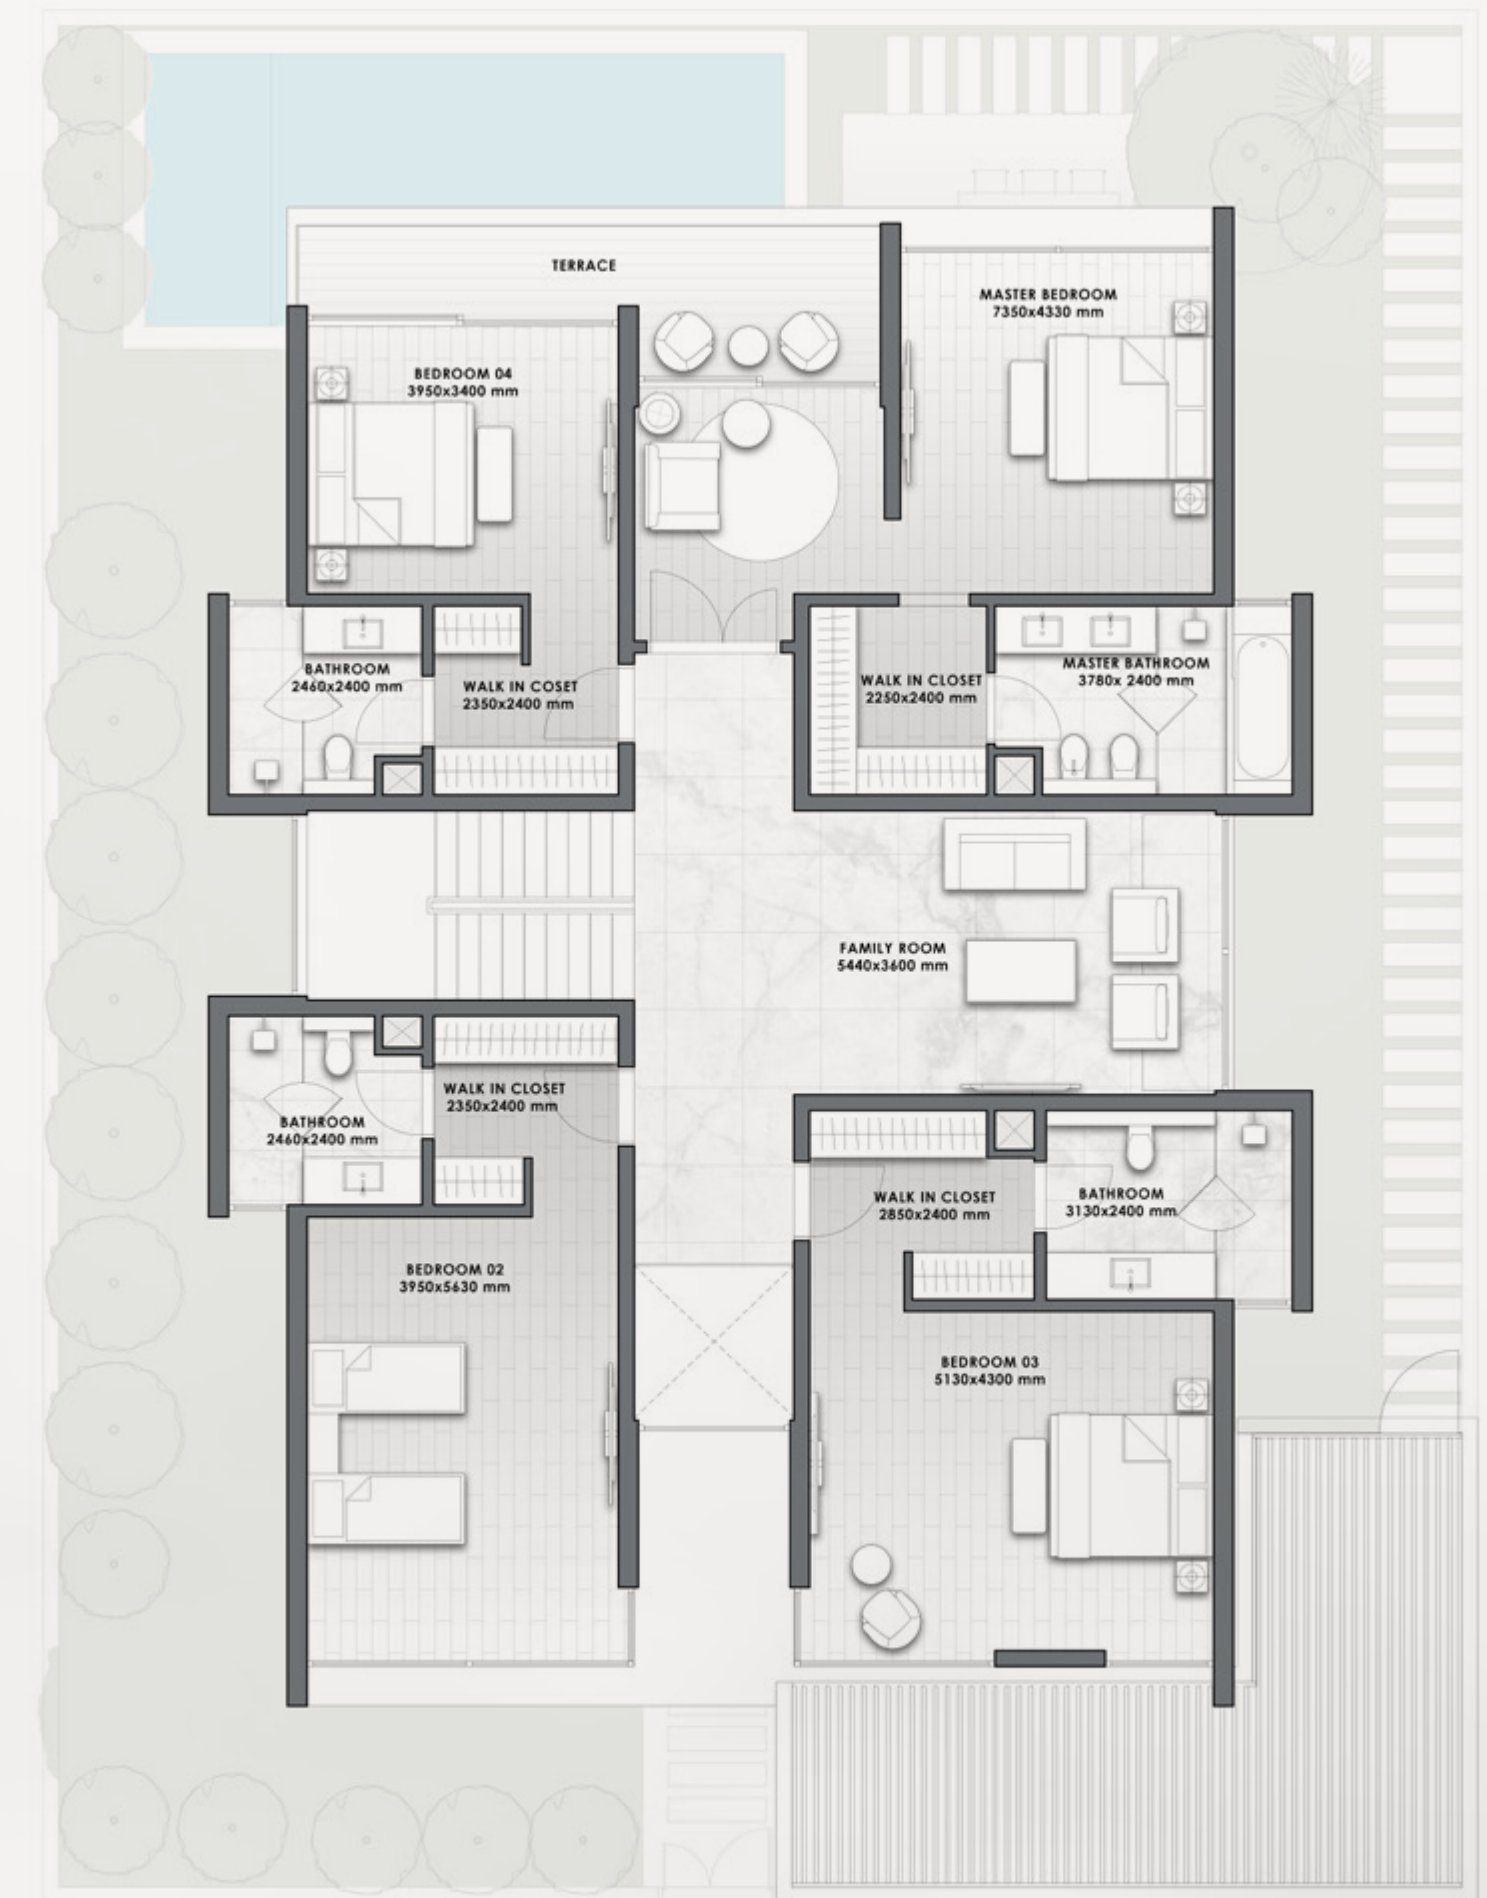 TERRACE
MASTER BEDROOM
7350x4330 mm
BEDROOM 04
3950x3400 mm
BATHROOM
2460x2400 mm
WALK IN COSET
2350x2400 mm
WALK IN CLOSET
2250x2400 mm
MASTER BATHROOM
3780x 2400 mm
FAMILY ROOM
5440x3600 mm
WALK IN CLOSET
2350x2400 mm
BATHROOM
2460x2400 mm
WALK IN CLOSET
2850x2400 mm
BATHROOM
3130x2400 mm
BEDROOM 02
3950x5630 mm
BEDROOM 03
5130x4300 mm